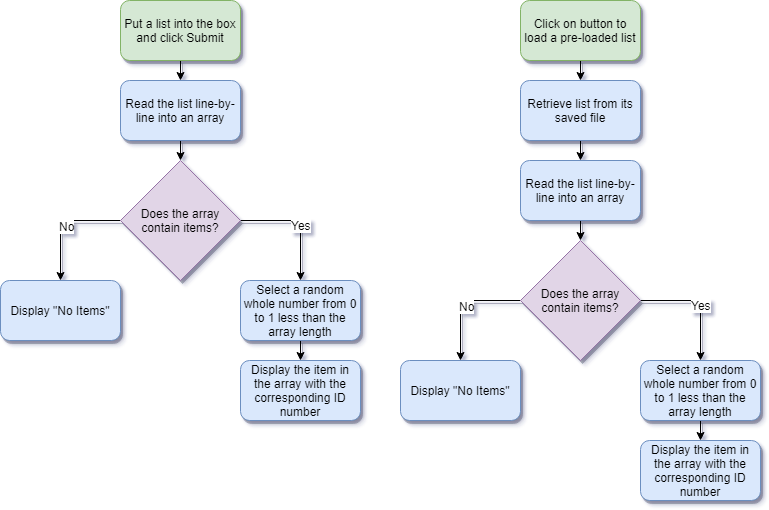 Put a list into the box
and click Submit
Read the list line-by-
line into an array
Does the array
contain items?
No
Yes
Display "No Items"
Select a random
whole number from 0
to 1 less than the
array length
Display the item in
the array with the
corresponding ID
number
Click on button to
load a pre-loaded list
Retrieve list from its
saved file
Read the list line-by-
line into an array
Does the array
contain items?
No
Yes
Display "No Items"
Select a random
whole number from 0
to 1 less than the
array length
Display the item in
the array with the
corresponding ID
number